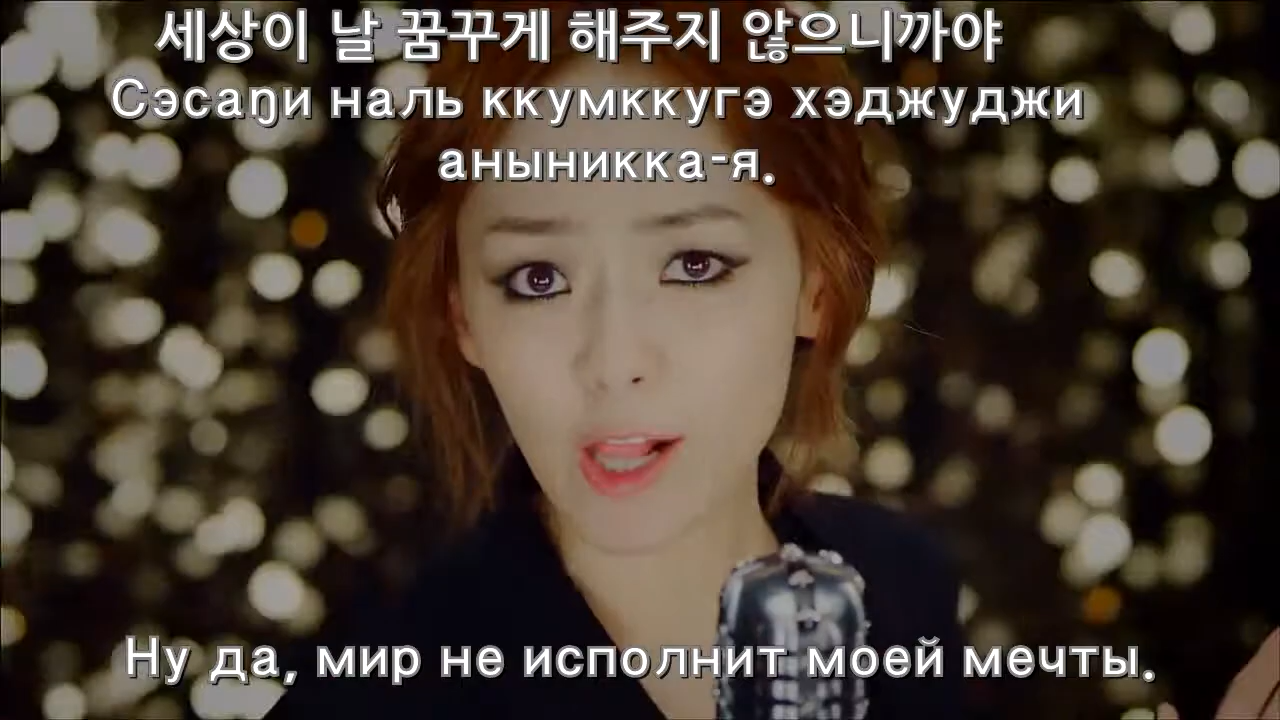 세상이 날 꿈꾸게 해주지 않으니까야
Сэсаŋи наль ккумккугэ хэджуджи
аныникка-я.
Ну да, мир не исполнит моей мечты.